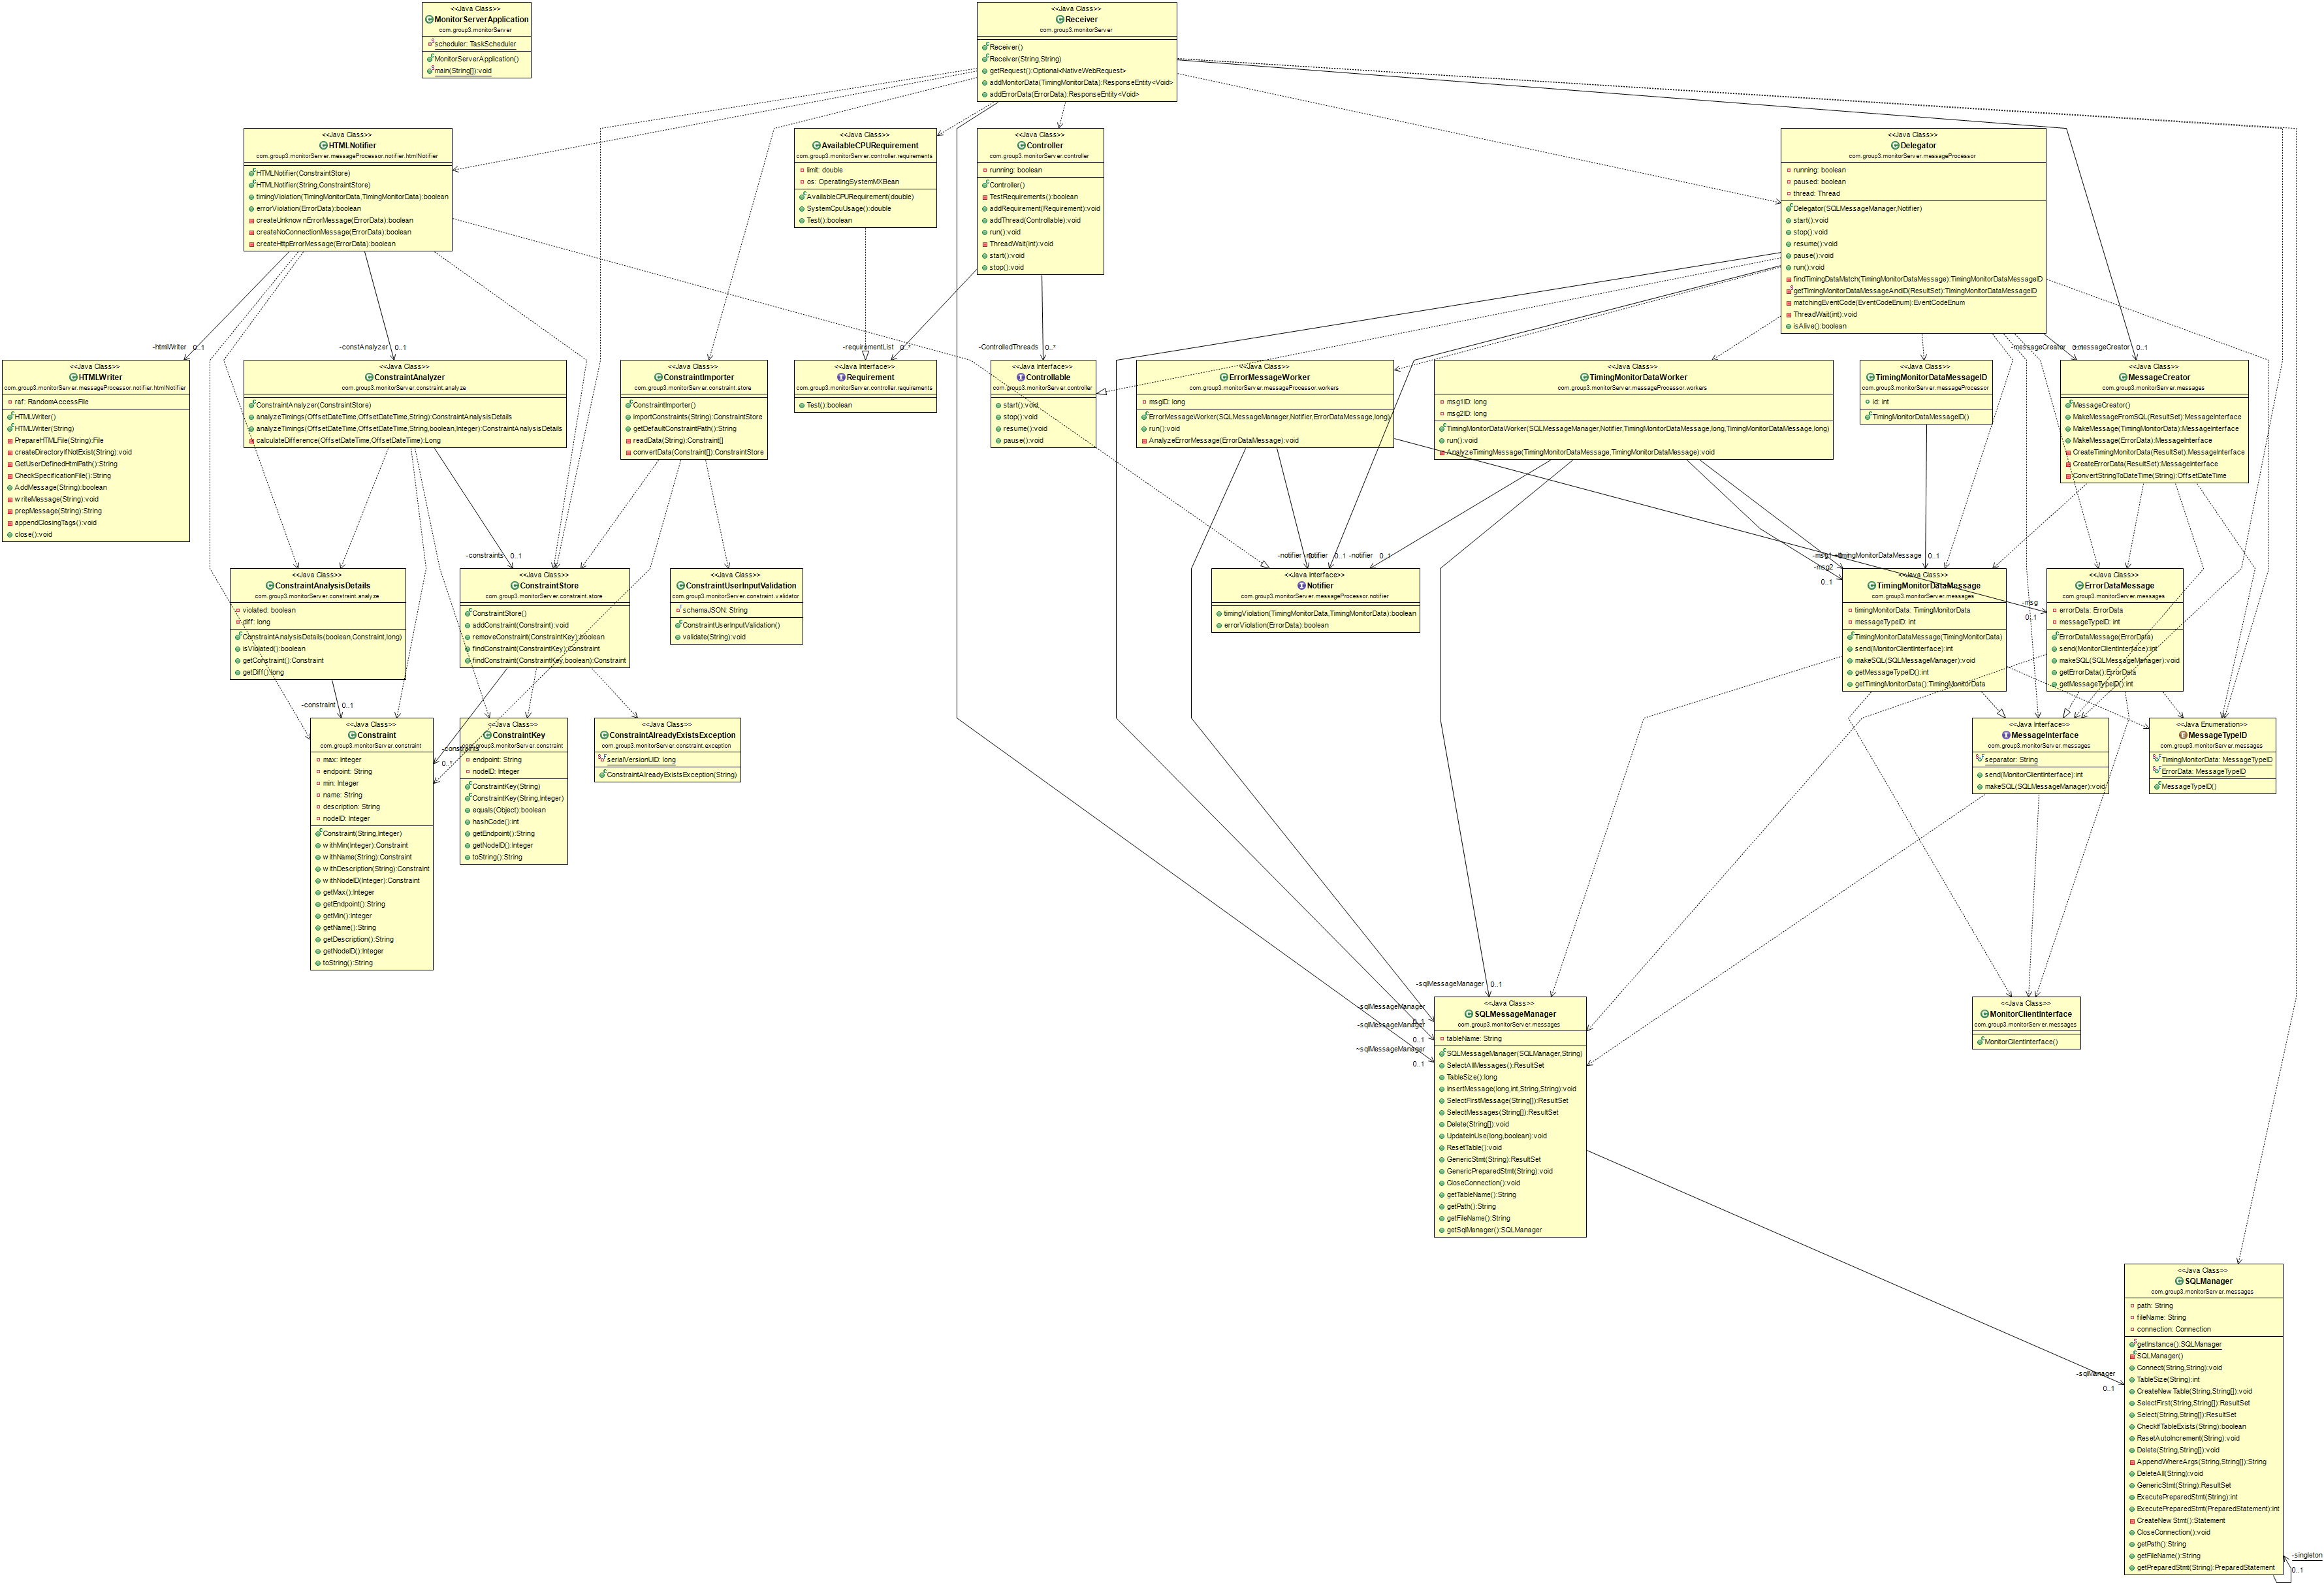 <<Java Class>>
MonitorServerApplication
com.group3.monitorServer
scheduler: TaskScheduler
MonitorServerApplication()
main(String[]):void
<<Java Class>>
Receiver
com.group3.monitorServer
Receiver()
Receiver(String,String)
getRequest():Optional<NativeWebRequest>
addMonitorData(TimingMonitorData):ResponseEntity<Void>
addErrorData(ErrorData):ResponseEntity<Void>
<<Java Class>>
HTMLNotifier
com.group3.monitorServer.messageProcessor.notifier.htmlNotifier
HTMLNotifier(ConstraintStore)
HTMLNotifier(String,ConstraintStore)
timingViolation(TimingMonitorData,TimingMonitorData):boolean
errorViolation(ErrorData):boolean
createUnknownErrorMessage(ErrorData):boolean
createNoConnectionMessage(ErrorData):boolean
createHttpErrorMessage(ErrorData):boolean
<<Java Class>>
AvailableCPURequirement
com.group3.monitorServer.controller.requirements
limit: double
os: OperatingSystemMXBean
AvailableCPURequirement(double)
SystemCpuUsage():double
Test():boolean
<<Java Class>>
Controller
com.group3.monitorServer.controller
running: boolean
Controller()
TestRequirements():boolean
addRequirement(Requirement):void
addThread(Controllable):void
run():void
ThreadWait(int):void
start():void
stop():void
<<Java Class>>
Delegator
com.group3.monitorServer.messageProcessor
running: boolean
paused: boolean
thread: Thread
Delegator(SQLMessageManager,Notifier)
start():void
stop():void
resume():void
pause():void
run():void
findTimingDataMatch(TimingMonitorDataMessage):TimingMonitorDataMessageID
getTimingMonitorDataMessageAndID(ResultSet):TimingMonitorDataMessageID
matchingEventCode(EventCodeEnum):EventCodeEnum
ThreadWait(int):void
isAlive():boolean
-htmlWriter 0..1
-constAnalyzer 0..1
-requirementList 0..*
-ControlledThreads 0..*
-messageCreator
-messageCreator 0..1
<<Java Class>>
HTMLWriter
com.group3.monitorServer.messageProcessor.notifier.htmlNotifier
raf: RandomAccessFile
HTMLWriter()
HTMLWriter(String)
PrepareHTMLFile(String):File
createDirectoryIfNotExist(String):void
GetUserDefinedHtmlPath():String
CheckSpecificationFile():String
AddMessage(String):boolean
writeMessage(String):void
prepMessage(String):String
appendClosingTags():void
close():void
<<Java Class>>
ConstraintAnalyzer
com.group3.monitorServer.constraint.analyze
ConstraintAnalyzer(ConstraintStore)
analyzeTimings(OffsetDateTime,OffsetDateTime,String):ConstraintAnalysisDetails
analyzeTimings(OffsetDateTime,OffsetDateTime,String,boolean,Integer):ConstraintAnalysisDetails
calculateDifference(OffsetDateTime,OffsetDateTime):Long
<<Java Class>>
ConstraintImporter
com.group3.monitorServer.constraint.store
ConstraintImporter()
importConstraints(String):ConstraintStore
getDefaultConstraintPath():String
readData(String):Constraint[]
convertData(Constraint[]):ConstraintStore
<<Java Interface>>
Requirement
com.group3.monitorServer.controller.requirements
Test():boolean
<<Java Interface>>
Controllable
com.group3.monitorServer.controller
start():void
stop():void
resume():void
pause():void
<<Java Class>>
ErrorMessageWorker
com.group3.monitorServer.messageProcessor.workers
msgID: long
ErrorMessageWorker(SQLMessageManager,Notifier,ErrorDataMessage,long)
run():void
AnalyzeErrorMessage(ErrorDataMessage):void
<<Java Class>>
TimingMonitorDataWorker
com.group3.monitorServer.messageProcessor.workers
msg1ID: long
msg2ID: long
TimingMonitorDataWorker(SQLMessageManager,Notifier,TimingMonitorDataMessage,long,TimingMonitorDataMessage,long)
run():void
AnalyzeTimingMessage(TimingMonitorDataMessage,TimingMonitorDataMessage):void
<<Java Class>>
TimingMonitorDataMessageID
com.group3.monitorServer.messageProcessor
id: int
TimingMonitorDataMessageID()
<<Java Class>>
MessageCreator
com.group3.monitorServer.messages
MessageCreator()
MakeMessageFromSQL(ResultSet):MessageInterface
MakeMessage(TimingMonitorData):MessageInterface
MakeMessage(ErrorData):MessageInterface
CreateTimingMonitorData(ResultSet):MessageInterface
CreateErrorData(ResultSet):MessageInterface
ConvertStringToDateTime(String):OffsetDateTime
-constraints 0..1
-notifier
-notifier 0..1
-notifier 0..1
-msg1
-timingMonitorDataMessage
0..1
-msg2
0..1
-msg
0..1
<<Java Class>>
ConstraintAnalysisDetails
com.group3.monitorServer.constraint.analyze
violated: boolean
diff: long
ConstraintAnalysisDetails(boolean,Constraint,long)
isViolated():boolean
getConstraint():Constraint
getDiff():long
<<Java Class>>
ConstraintStore
com.group3.monitorServer.constraint.store
ConstraintStore()
addConstraint(Constraint):void
removeConstraint(ConstraintKey):boolean
findConstraint(ConstraintKey):Constraint
findConstraint(ConstraintKey,boolean):Constraint
<<Java Class>>
ConstraintUserInputValidation
com.group3.monitorServer.constraint.validator
schemaJSON: String
ConstraintUserInputValidation()
validate(String):void
<<Java Interface>>
Notifier
com.group3.monitorServer.messageProcessor.notifier
timingViolation(TimingMonitorData,TimingMonitorData):boolean
errorViolation(ErrorData):boolean
<<Java Class>>
TimingMonitorDataMessage
com.group3.monitorServer.messages
timingMonitorData: TimingMonitorData
messageTypeID: int
TimingMonitorDataMessage(TimingMonitorData)
send(MonitorClientInterface):int
makeSQL(SQLMessageManager):void
getMessageTypeID():int
getTimingMonitorData():TimingMonitorData
<<Java Class>>
ErrorDataMessage
com.group3.monitorServer.messages
errorData: ErrorData
messageTypeID: int
ErrorDataMessage(ErrorData)
send(MonitorClientInterface):int
makeSQL(SQLMessageManager):void
getErrorData():ErrorData
getMessageTypeID():int
-constraint 0..1
-constraints
0..*
<<Java Class>>
Constraint
com.group3.monitorServer.constraint
max: Integer
endpoint: String
min: Integer
name: String
description: String
nodeID: Integer
Constraint(String,Integer)
withMin(Integer):Constraint
withName(String):Constraint
withDescription(String):Constraint
withNodeID(Integer):Constraint
getMax():Integer
getEndpoint():String
getMin():Integer
getName():String
getDescription():String
getNodeID():Integer
toString():String
<<Java Class>>
ConstraintKey
com.group3.monitorServer.constraint
endpoint: String
nodeID: Integer
ConstraintKey(String)
ConstraintKey(String,Integer)
equals(Object):boolean
hashCode():int
getEndpoint():String
getNodeID():Integer
toString():String
<<Java Class>>
ConstraintAlreadyExistsException
com.group3.monitorServer.constraint.exception
serialVersionUID: long
ConstraintAlreadyExistsException(String)
<<Java Interface>>
MessageInterface
com.group3.monitorServer.messages
separator: String
send(MonitorClientInterface):int
makeSQL(SQLMessageManager):void
<<Java Enumeration>>
MessageTypeID
com.group3.monitorServer.messages
TimingMonitorData: MessageTypeID
ErrorData: MessageTypeID
MessageTypeID()
-sqlMessageManager 0..1
-sqlMessageManager
0..1
-sqlMessageManager
0..1
~sqlMessageManager
0..1
<<Java Class>>
SQLMessageManager
com.group3.monitorServer.messages
tableName: String
SQLMessageManager(SQLManager,String)
SelectAllMessages():ResultSet
TableSize():long
InsertMessage(long,int,String,String):void
SelectFirstMessage(String[]):ResultSet
SelectMessages(String[]):ResultSet
Delete(String[]):void
UpdateInUse(long,boolean):void
ResetTable():void
GenericStmt(String):ResultSet
GenericPreparedStmt(String):void
CloseConnection():void
getTableName():String
getPath():String
getFileName():String
getSqlManager():SQLManager
<<Java Class>>
MonitorClientInterface
com.group3.monitorServer.messages
MonitorClientInterface()
-sqlManager
0..1
<<Java Class>>
SQLManager
com.group3.monitorServer.messages
path: String
fileName: String
connection: Connection
getInstance():SQLManager
SQLManager()
Connect(String,String):void
TableSize(String):int
CreateNewTable(String,String[]):void
SelectFirst(String,String[]):ResultSet
Select(String,String[]):ResultSet
CheckIfTableExists(String):boolean
ResetAutoIncrement(String):void
Delete(String,String[]):void
AppendWhereArgs(String,String[]):String
DeleteAll(String):void
GenericStmt(String):ResultSet
ExecutePreparedStmt(String):int
ExecutePreparedStmt(PreparedStatement):int
CreateNewStmt():Statement
CloseConnection():void
getPath():String
getFileName():String
getPreparedStmt(String):PreparedStatement
-singleton
0..1